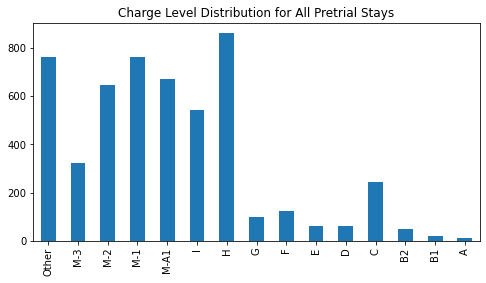 Charge Level Distribution for All Pretrial Stays
800
600
400
200
0
Other
M-3
M-2
M-1
M-A1
I
H
G
F
E
D
C
B2
B1
A